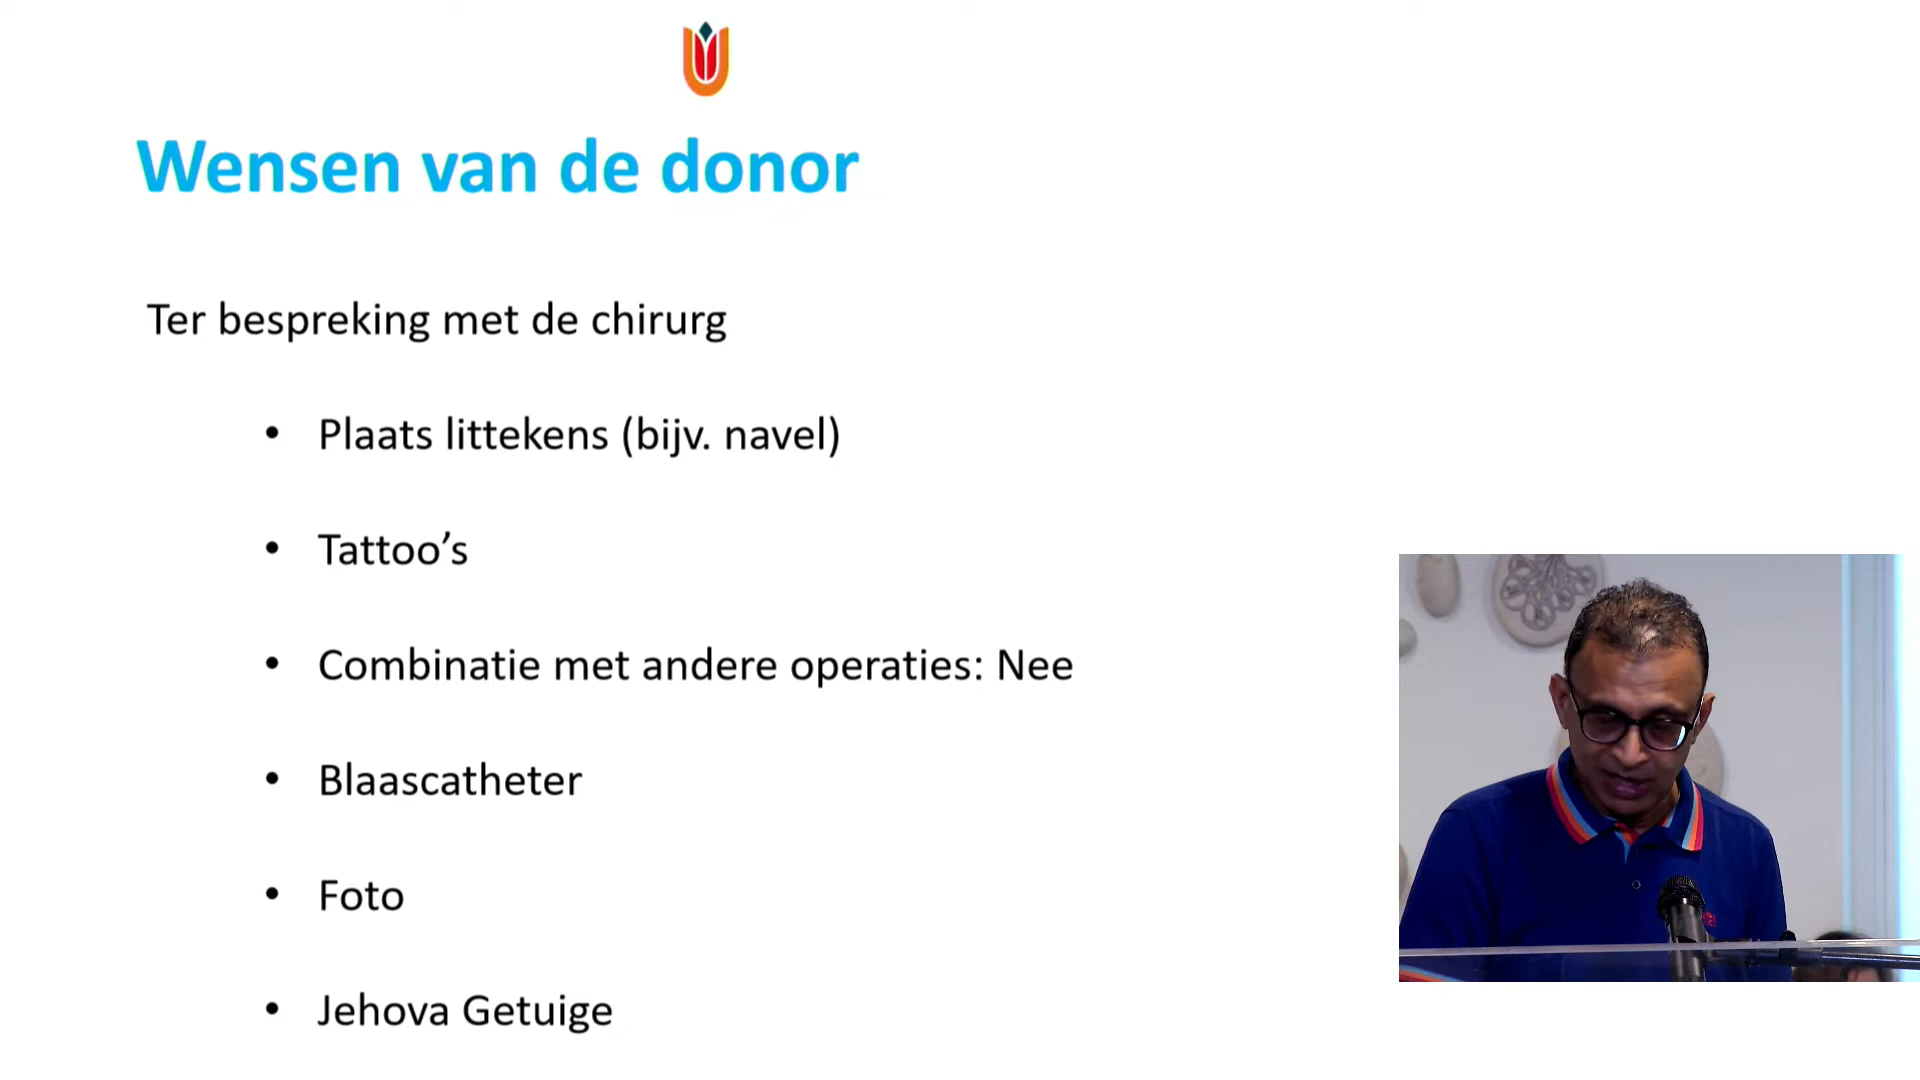 Wensen van de donor
Ter bespreking met de chirurg
• Plaats littekens (bijv. navel)
• Tattoo’s
• Combinatie met andere operaties: Nee
• Blaascatheter
• Foto
• Jehova Getuige